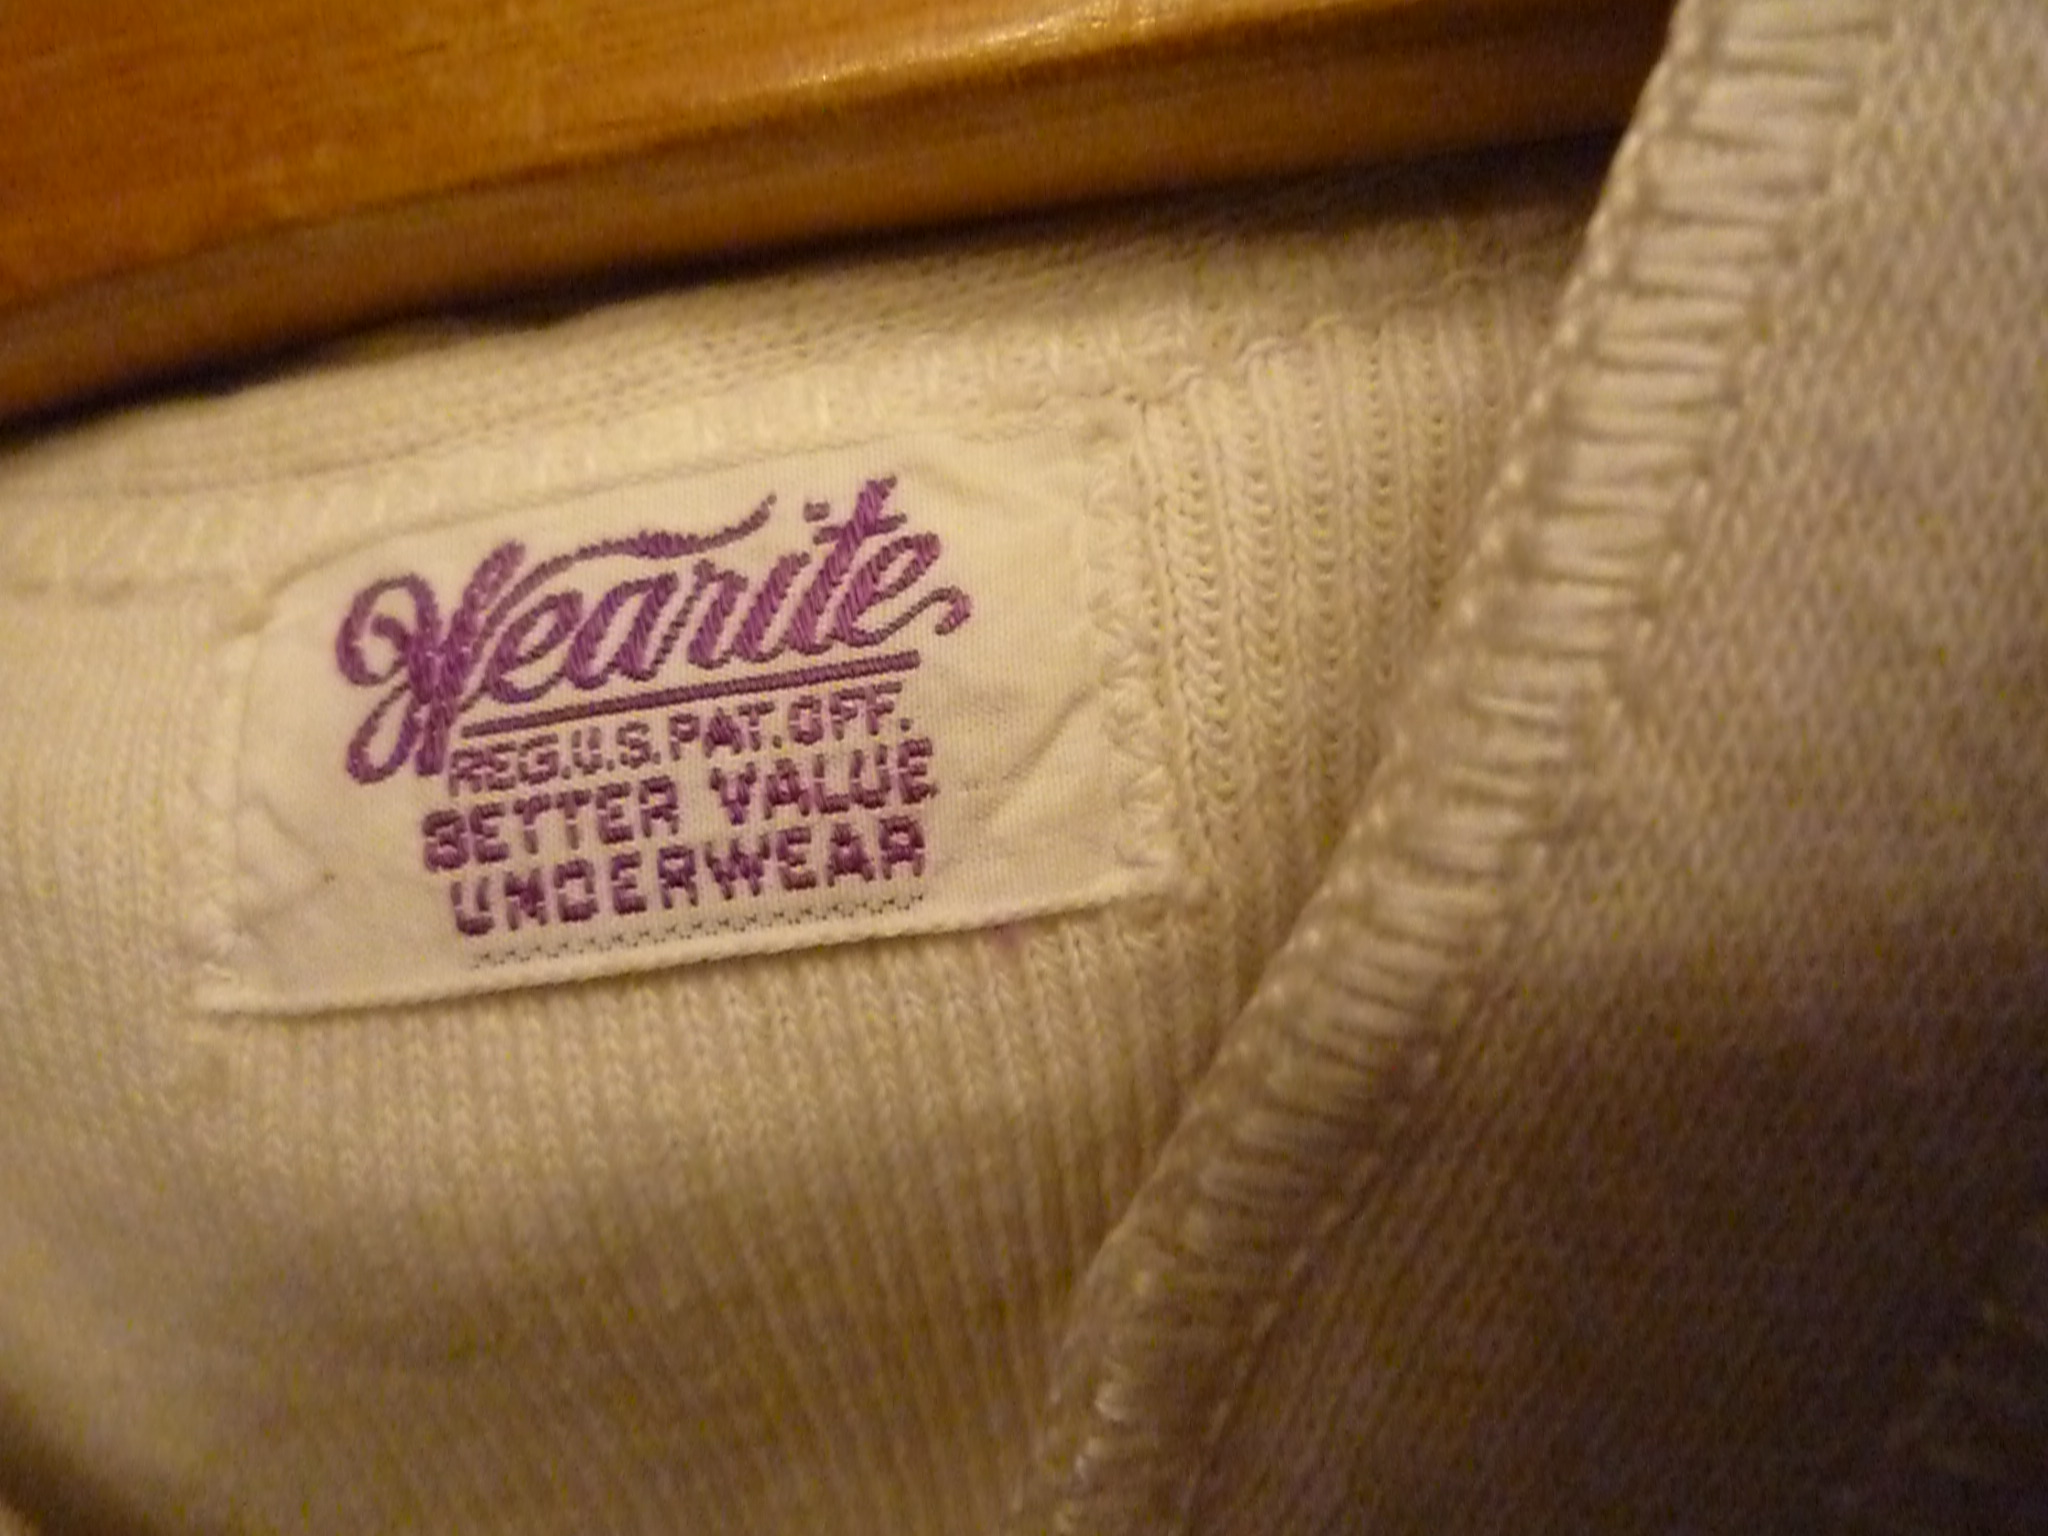 Wearite
REG.U.S.PAT.OFF.
BETTER VALUE
UNDERWEAR